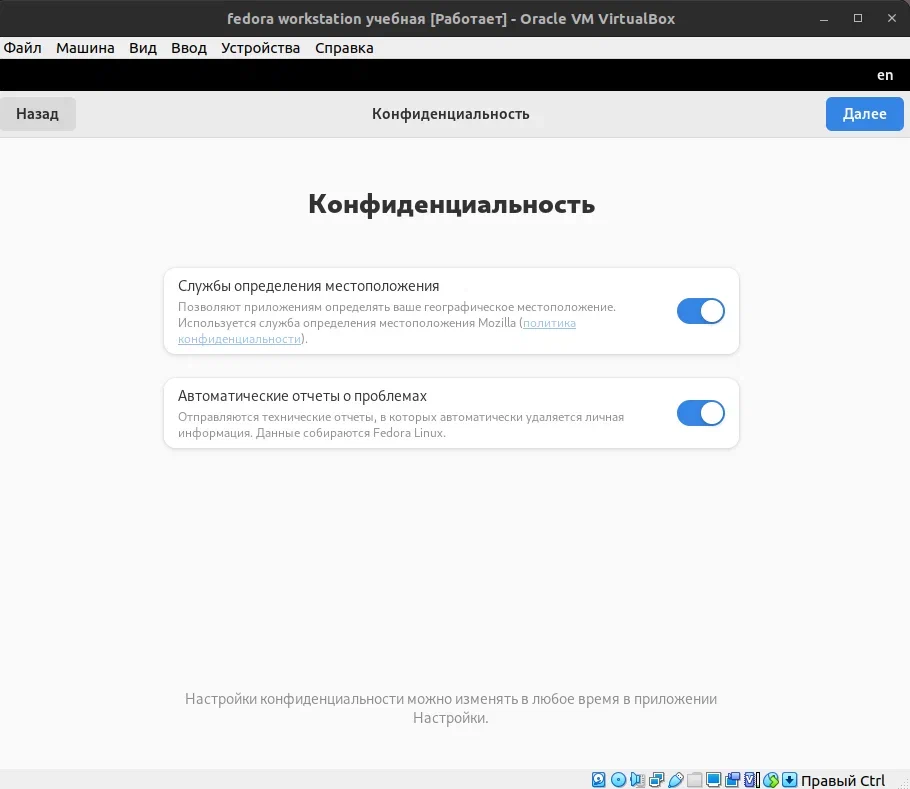 fedora workstation учебная [Работает] - Oracle VM VirtualBox
Файл Машина Вид Ввод Устройства Справка
en
Назад Конфиденциальность Далее
Конфиденциальность
Службы определения местоположения
Позволяют приложениям определять ваше географическое местоположение.
Используется служба определения местоположения Mozilla (политика
конфиденциальности).
Автоматические отчеты о проблемах
Отправляются технические отчеты, в которых автоматически удаляется личная
информация. Данные собираются Fedora Linux.
Настройки конфиденциальности можно изменять в любое время в приложении
Настройки.
Правый Ctrl